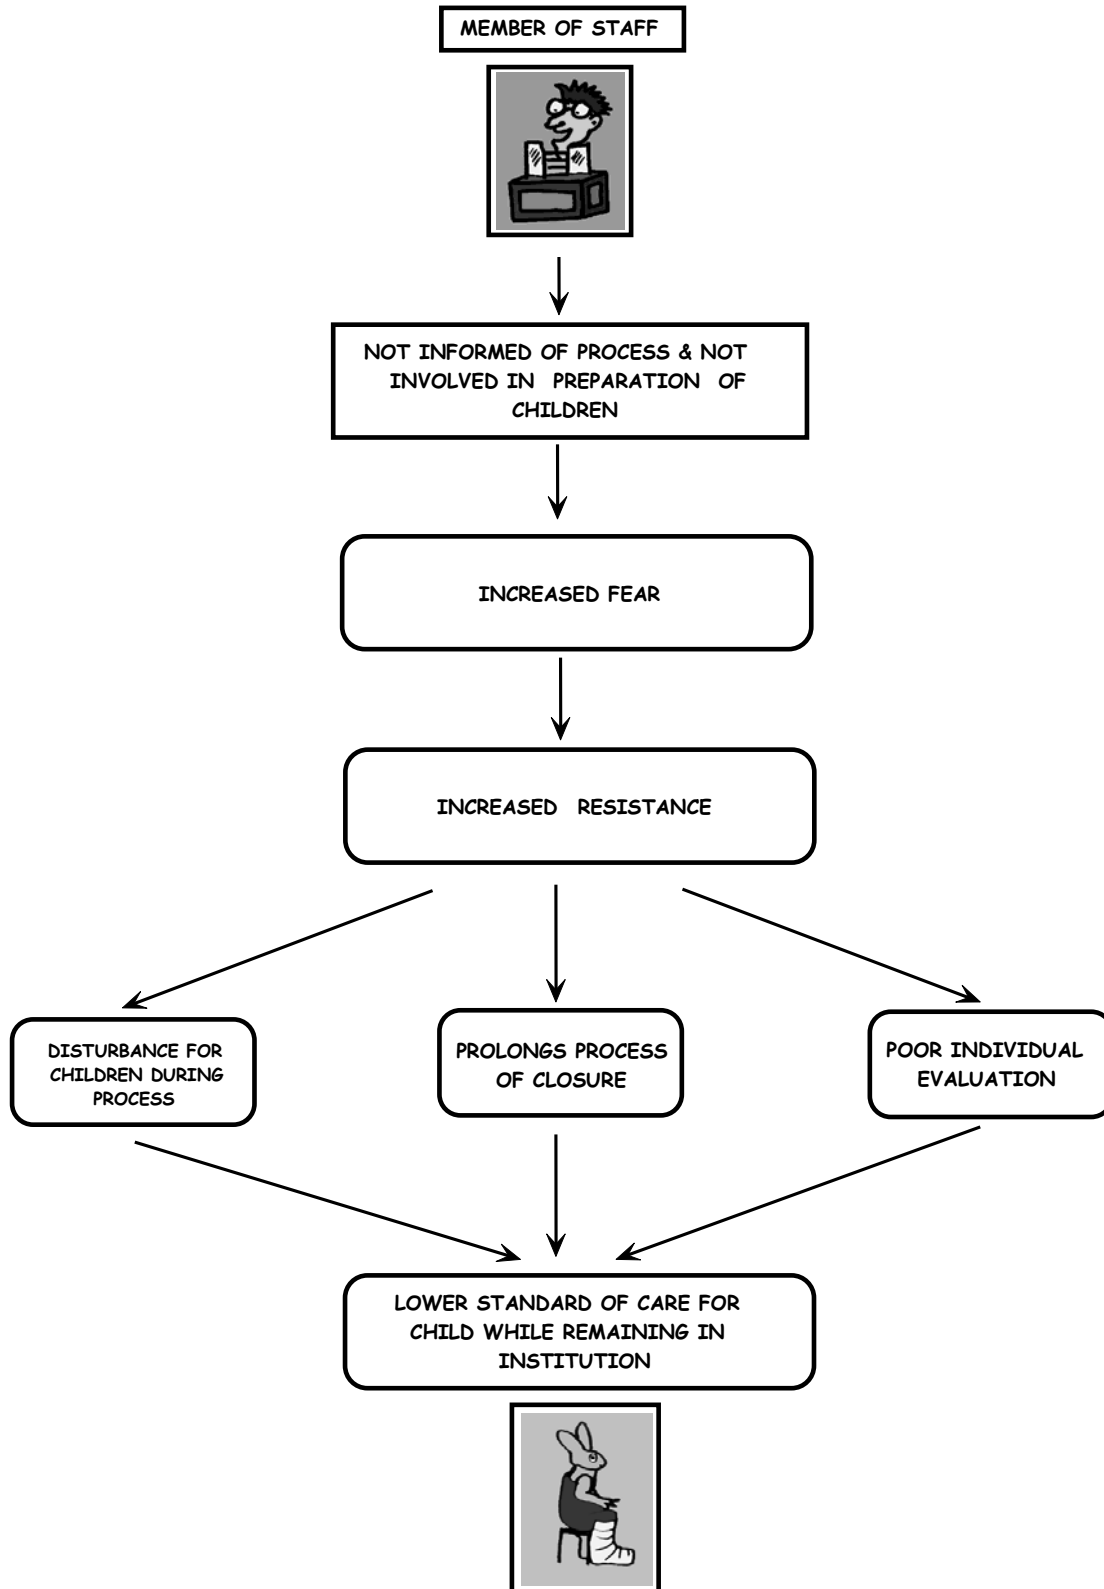 MEMBER OF STAFF
NOT INFORMED OF PROCESS & NOT
INVOLVED IN PREPARATION OF
CHILDREN
INCREASED FEAR
INCREASED RESISTANCE
DISTURBANCE FOR
CHILDREN DURING
PROCESS
PROLONGS PROCESS
OF CLOSURE
POOR INDIVIDUAL
EVALUATION
LOWER STANDARD OF CARE FOR
CHILD WHILE REMAINING IN
INSTITUTION